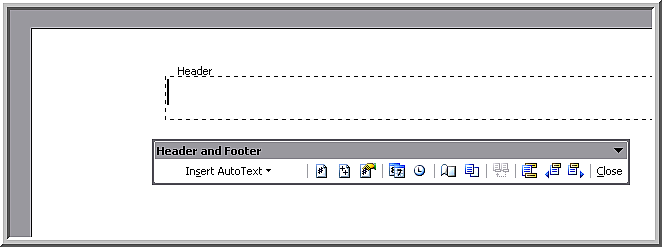 Header
Header and Footer
Insert AutoText Close